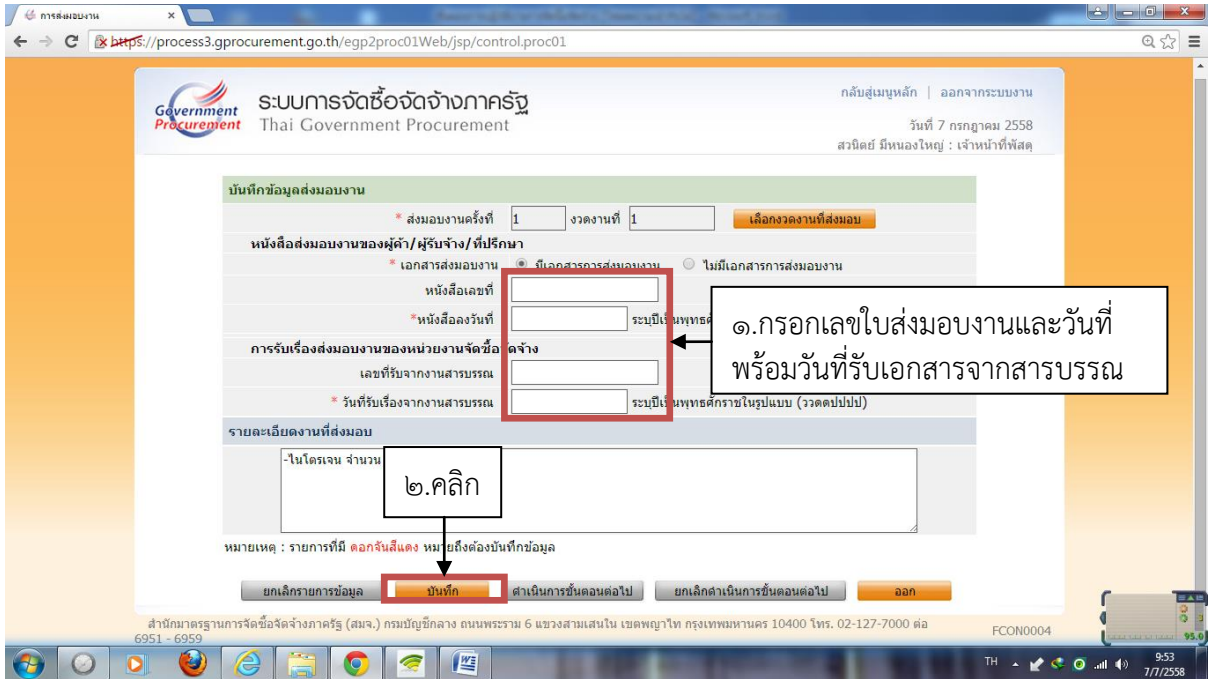 การส่งมอบงาน
https://process3.gprocurement.go.th/egp2proc01Web/jsp/control.proc01
Government
Procurement
ระบบการจัดซื้อจัดจ้างภาครัฐ
Thai Government Procurement
กลับสู่เมนูหลัก | ออกจากระบบงาน
วันที่ 7 กรกฎาคม 2558
สวนิตย์ มีหนองใหญ่ : เจ้าหน้าที่พัสดุ
บันทึกข้อมูลส่งมอบงาน
* ส่งมอบงานครั้งที่ 1 งวดงานที่ 1 เลือกงวดงานที่ส่งมอบ
หนังสือส่งมอบงานของผู้ค้า/ผู้รับจ้าง/ที่ปรึกษา
* เอกสารส่งมอบงาน มีเอกสารการส่งมอบงาน ไม่มีเอกสารการส่งมอบงาน
หนังสือเลขที่
*หนังสือลงวันที่ ระบุปีเป็นพุทธศั
๑.กรอกเลขใบส่งมอบงานและวันที่
พร้อมวันที่รับเอกสารจากสารบรรณ
การรับเรื่องส่งมอบงานของหน่วยงานจัดซื้อจัดจ้าง
เลขที่รับจากงานสารบรรณ
* วันที่รับเรื่องจากงานสารบรรณ ระบุปีเป็นพุทธศักราชในรูปแบบ (ววดดปปปป)
รายละเอียดงานที่ส่งมอบ
-ไนโตรเจน จำนวน
๒.คลิก
หมายเหตุ : รายการที่มี ดอกจันสีแดง หมายถึงต้องบันทึกข้อมูล
ยกเลิกรายการข้อมูล บันทึก ดำเนินการขั้นตอนต่อไป ยกเลิกดำเนินการขั้นตอนต่อไป ออก
สำนักมาตรฐานการจัดซื้อจัดจ้างภาครัฐ (สมจ.) กรมบัญชีกลาง ถนนพระราม 6 แขวงสามเสนใน เขตพญาไท กรุงเทพมหานคร 10400 โทร. 02-127-7000 ต่อ
6951 - 6959
FCON0004
95.0
TH
9:53
7/7/2558